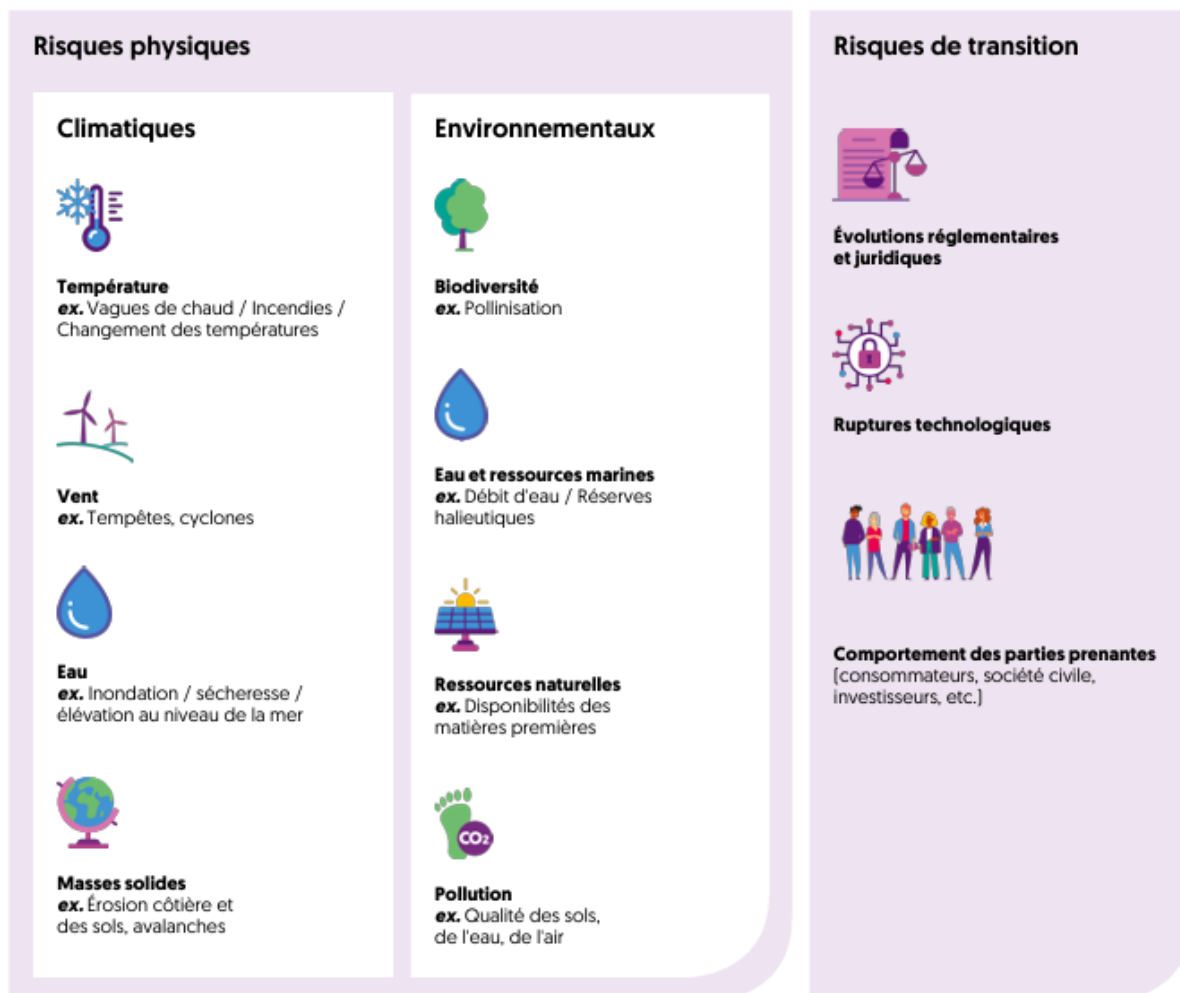 Risques physiques
Climatiques
Température
ex. Vagues de chaud / Incendies /
Changement des températures
Vent
ex. Tempêtes, cyclones
Eau
ex. Inondation / sécheresse /
élévation au niveau de la mer
Masses solides
ex. Érosion côtière et
des sols, avalanches
Environnementaux
Biodiversité
ex. Pollinisation
Eau et ressources marines
ex. Débit d'eau / Réserves
halieutiques
Ressources naturelles
ex. Disponibilités des
matières premières
CO2
Pollution
ex. Qualité des sols,
de l'eau, de l'air
Risques de transition
Évolutions réglementaires
et juridiques
Ruptures technologiques
Comportement des parties prenantes
(consommateurs, société civile,
investisseurs, etc.)